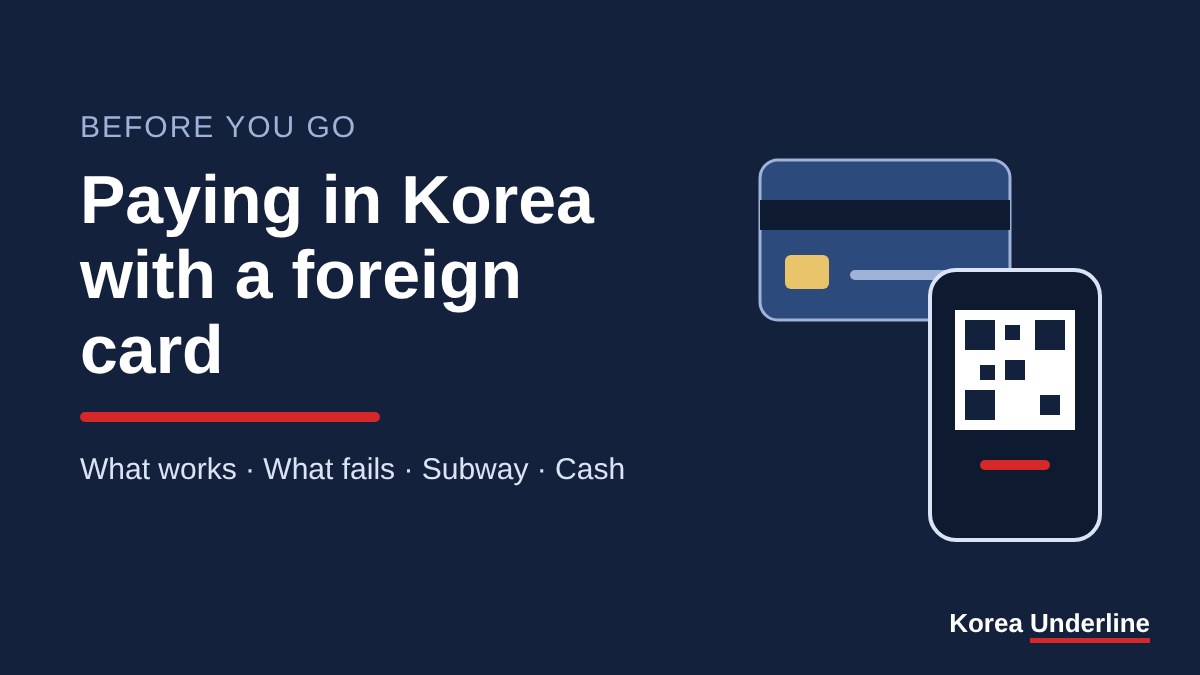 BEFORE YOU GO
Paying in Korea
with a foreign
card
What works · What fails · Subway · Cash
Korea Underline